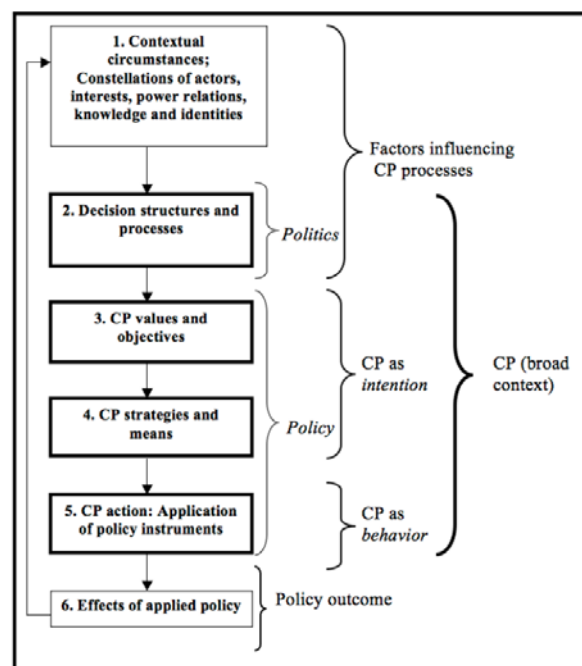 1. Contextual
circumstances;
Constellations of actors,
interests, power relations,
knowledge and identities
Factors influencing
CP processes
2. Decision structures and
processes
Politics
3. CP values and
objectives
CP as
intention
CP (broad
context)
4. CP strategies and
means
Policy
5. CP action: Application
of policy instruments
CP as
behavior
6. Effects of applied policy
Policy outcome